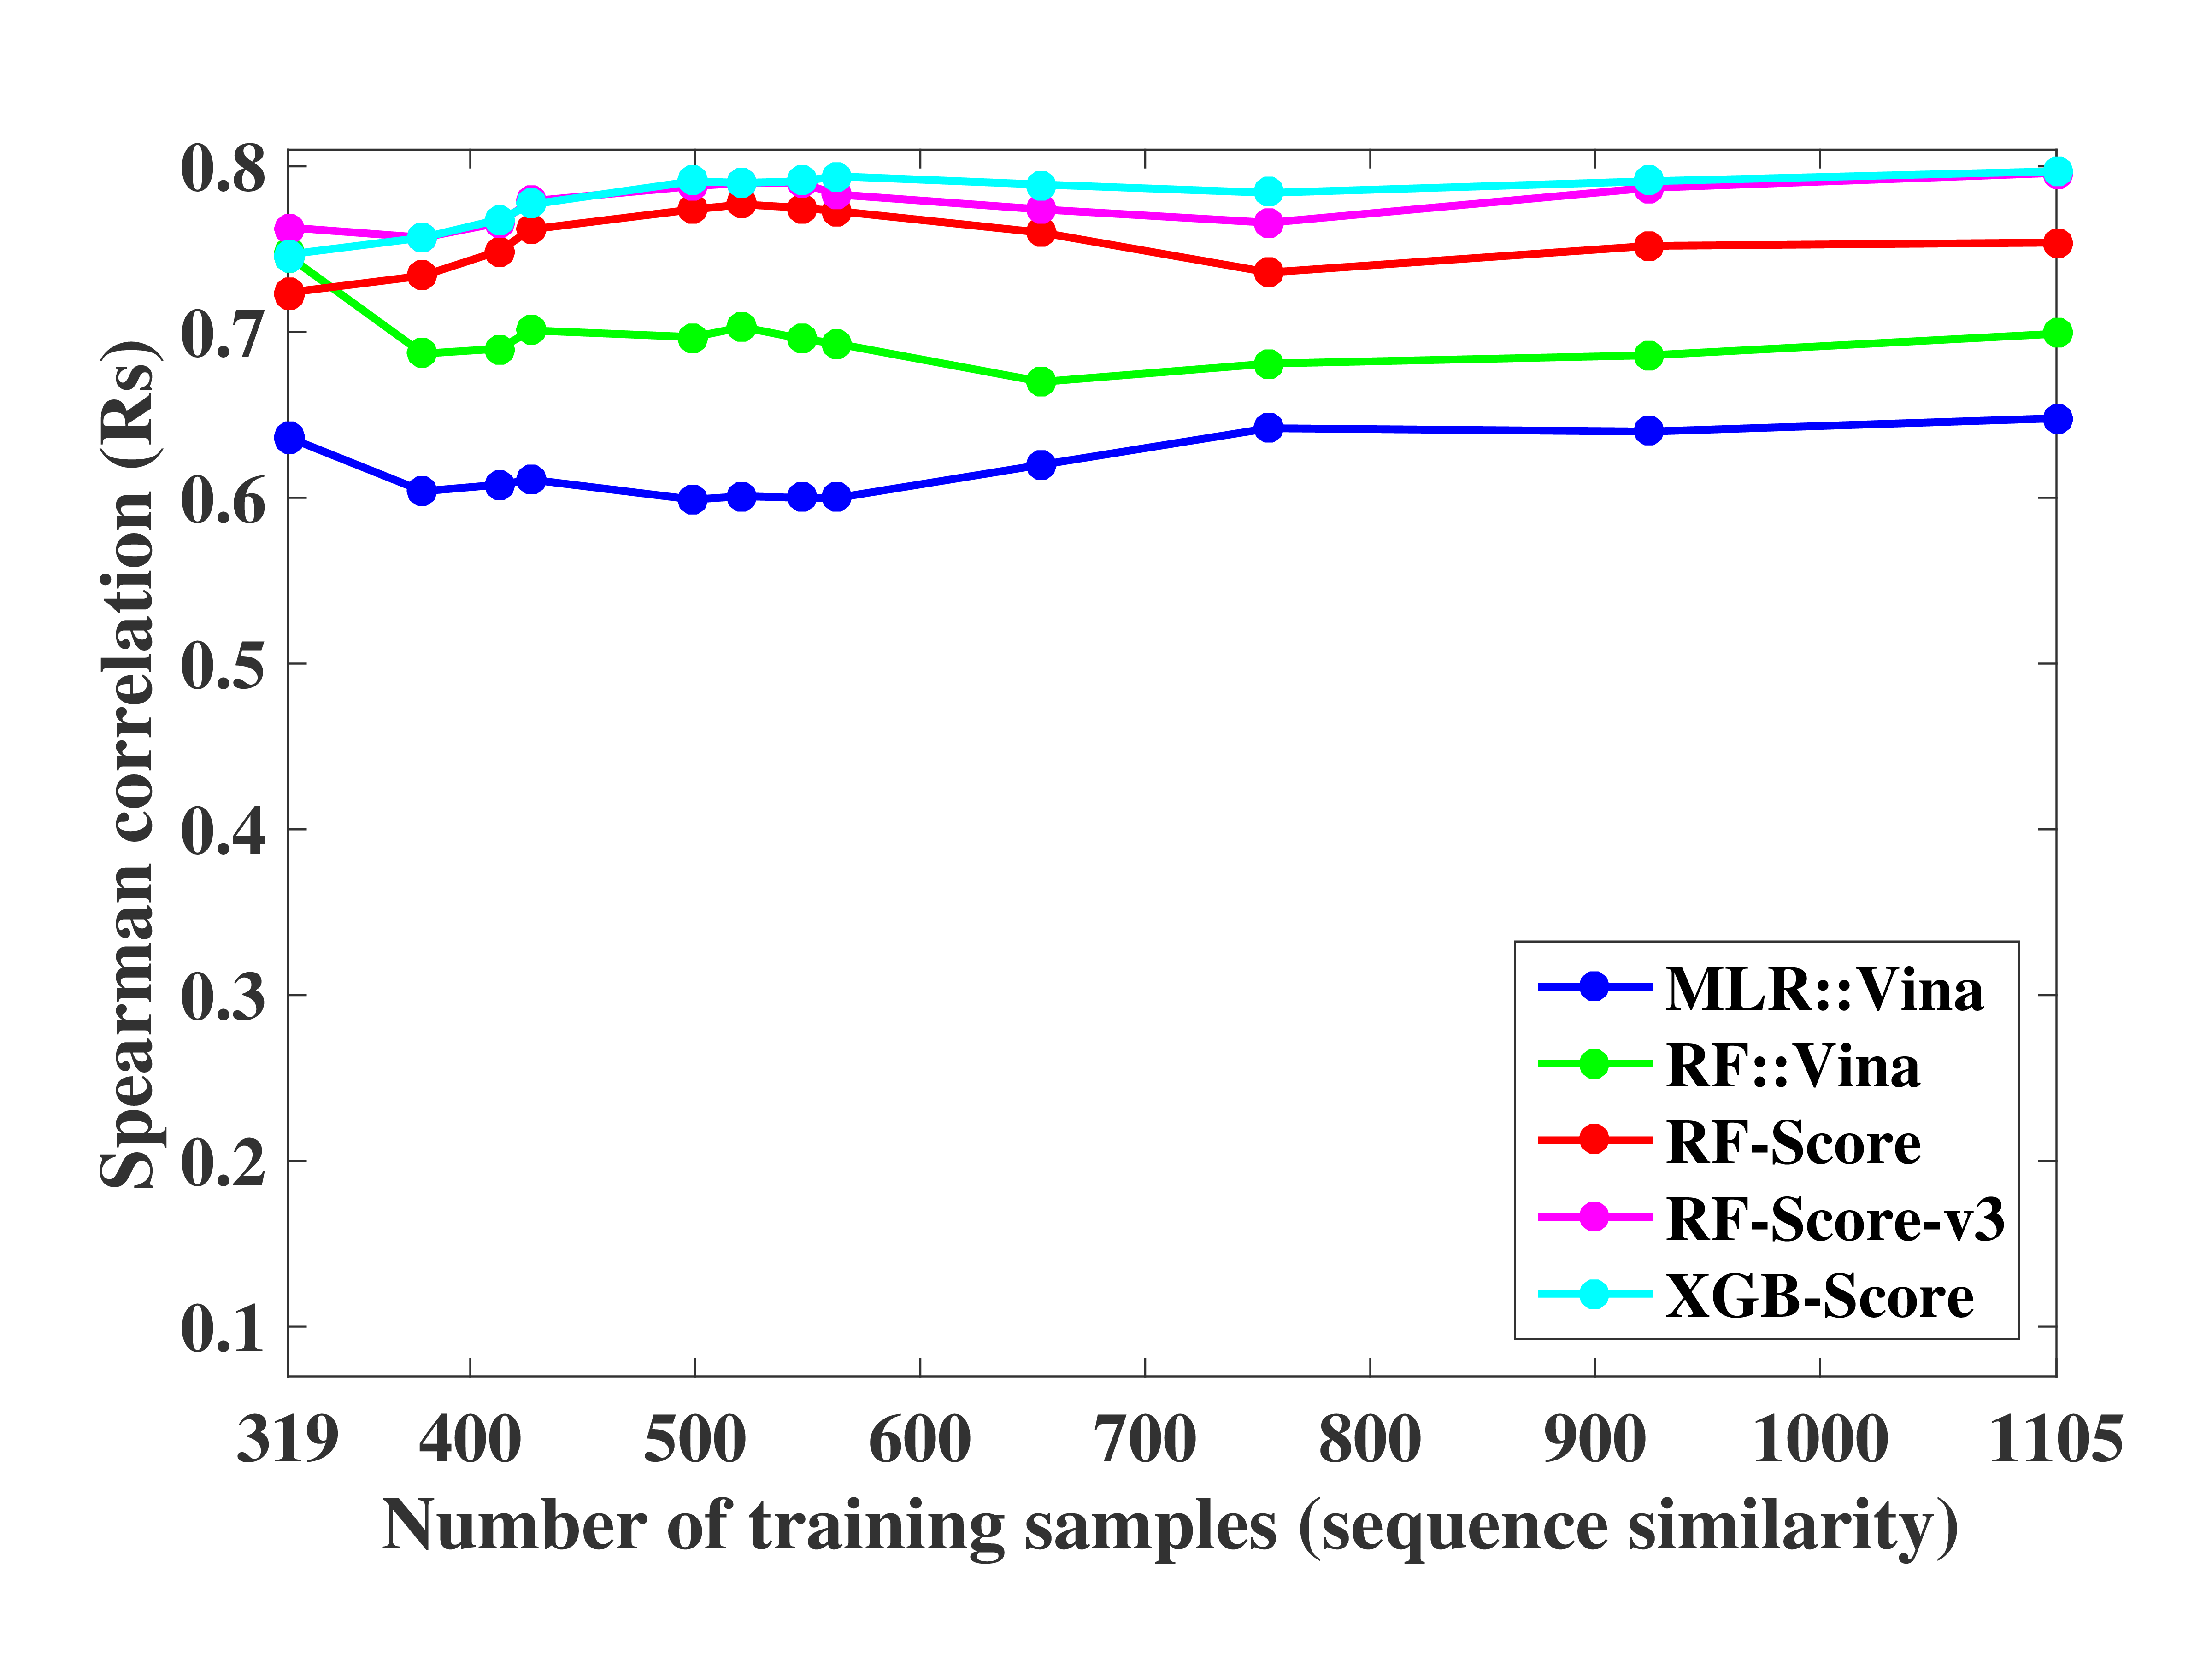 0.8
0.7
0.6
0.5
0.4
0.3
0.2
0.1
Spearman correlation (Rs)
MLR::Vina
RF::Vina
RF-Score
RF-Score-v3
XGB-Score
319 400 500 600 700 800 900 1000 1105
Number of training samples (sequence similarity)